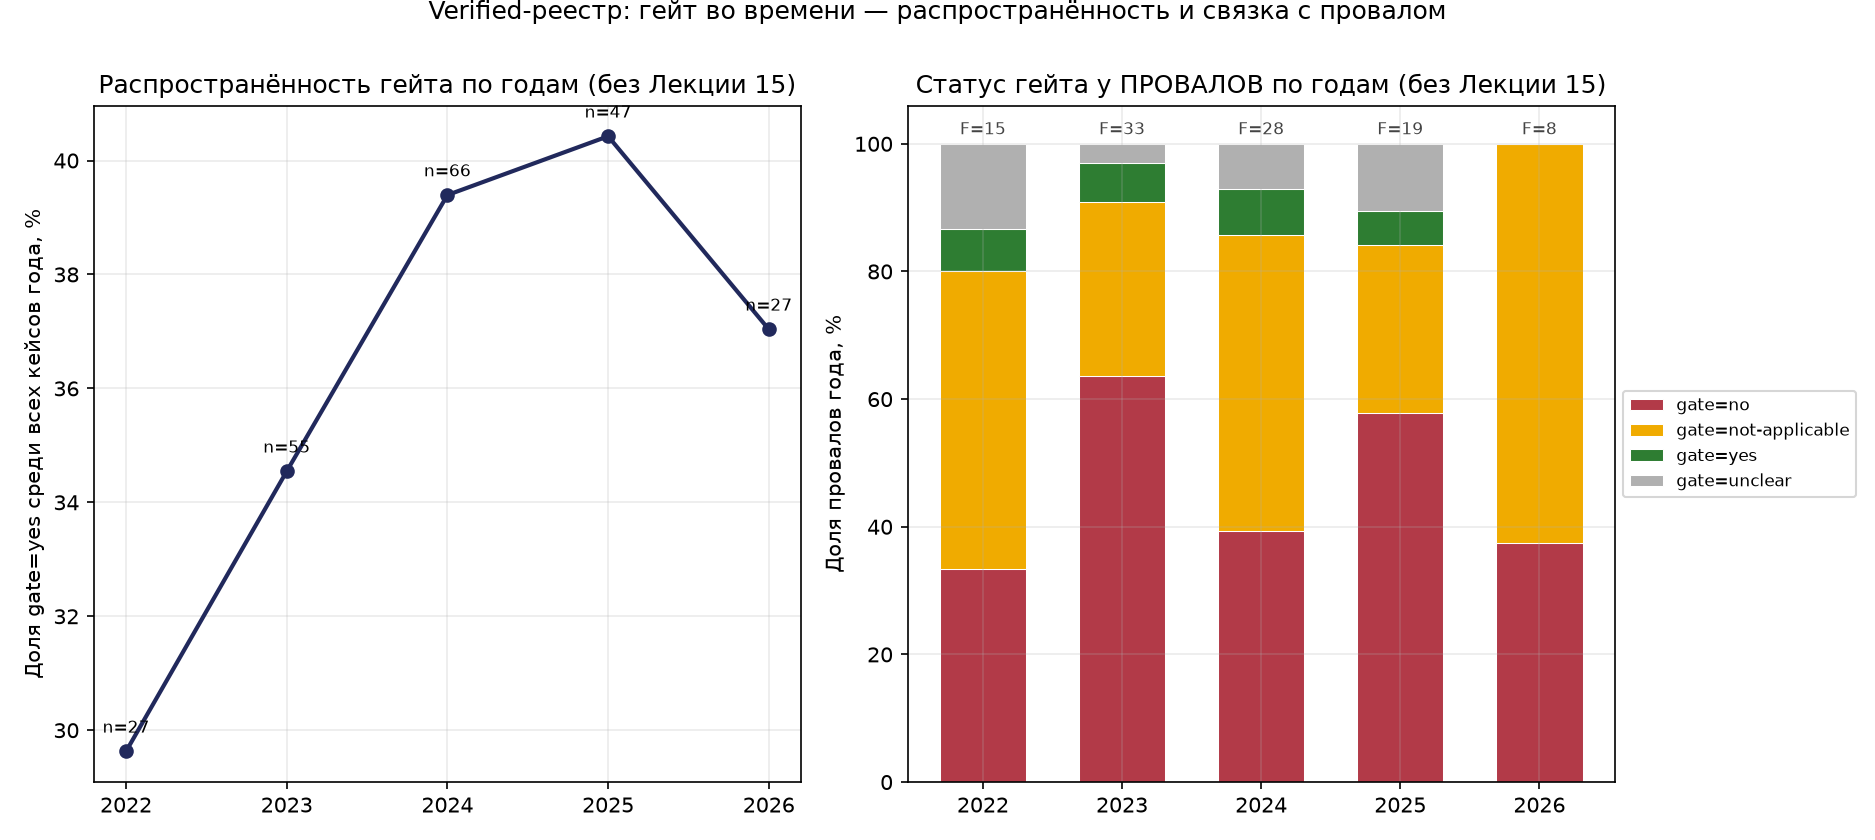 Verified-реестр: гейт во времени — распространённость и связка с провалом
Распространённость гейта по годам (без Лекции 15)
Доля gate=yes среди всех кейсов года, %
40
38
36
34
32
30
n=27
n=55
n=66
n=47
n=27
2022
2023
2024
2025
2026
Статус гейта у ПРОВАЛОВ по годам (без Лекции 15)
Доля провалов года, %
100
80
60
40
20
0
F=15
F=33
F=28
F=19
F=8
2022
2023
2024
2025
2026
gate=no
gate=not-applicable
gate=yes
gate=unclear